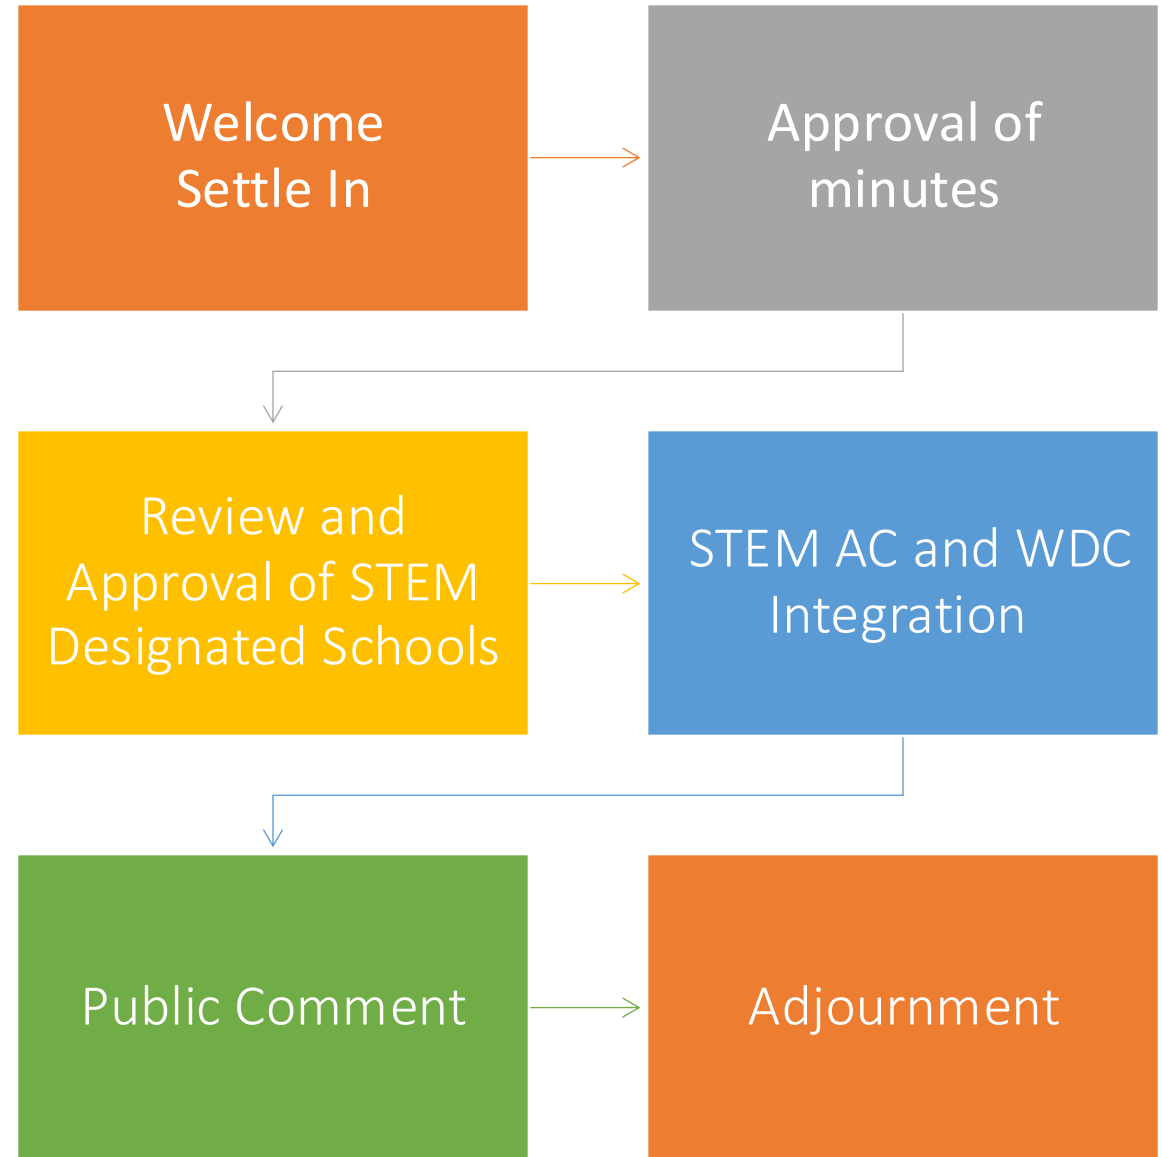 Welcome
Settle In
Approval of
minutes
Review and
Approval of STEM
Designated Schools
STEM AC and WDC
Integration
Public Comment
Adjournment